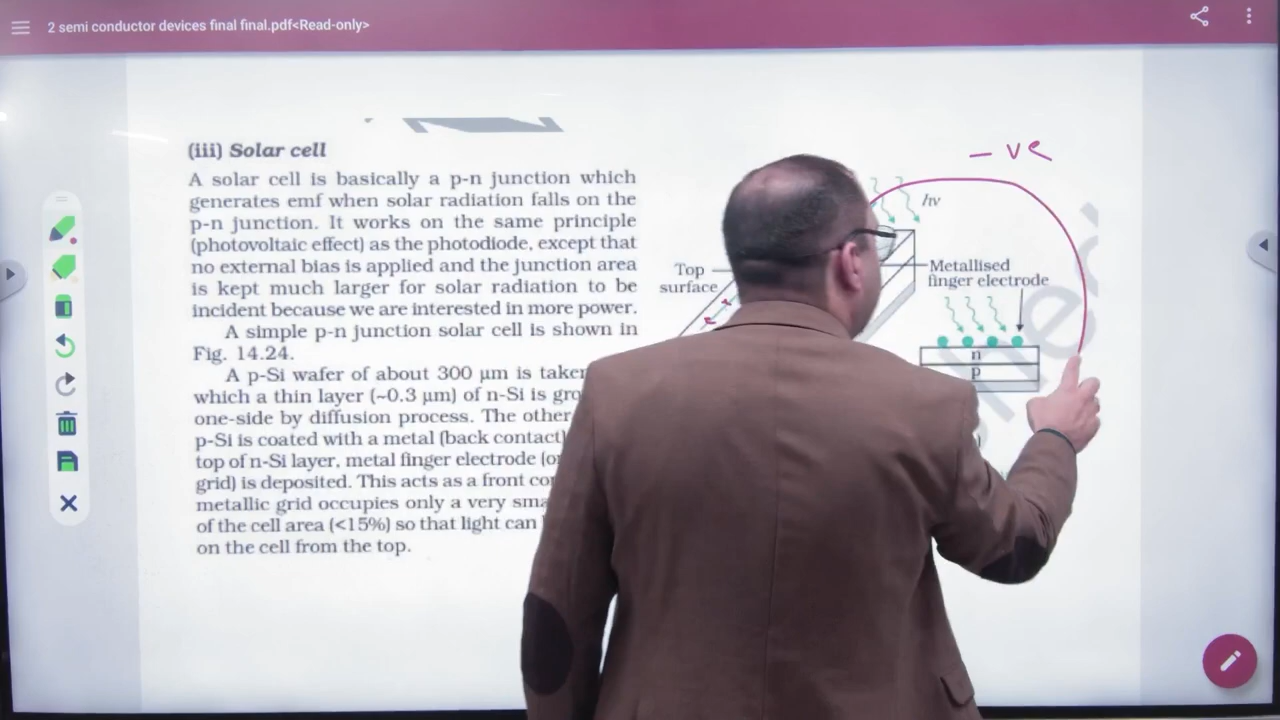 2 semi conductor devices final final.pdf<Read-only>
(iii) Solar cell
A solar cell is basically a p-n junction which
generates emf when solar radiation falls on the
p-n junction. It works on the same principle
(photovoltaic effect) as the photodiode, except that
no external bias is applied and the junction area
is kept much larger for solar radiation to be
incident because we are interested in more power.
A simple p-n junction solar cell is shown in
Fig. 14.24.
A p-Si wafer of about 300 μm is taken
which a thin layer (~0.3 μm) of n-Si is
one-side by diffusion process. The other
p-Si is coated with a metal (back contact)
top of n-Si layer, metal finger electrode
grid) is deposited. This acts as a front
metallic grid occupies only a very
of the cell area (<15%) so that light can
on the cell from the top.
- ve
hν
Top
surface
Metallised
finger electrode
n
p